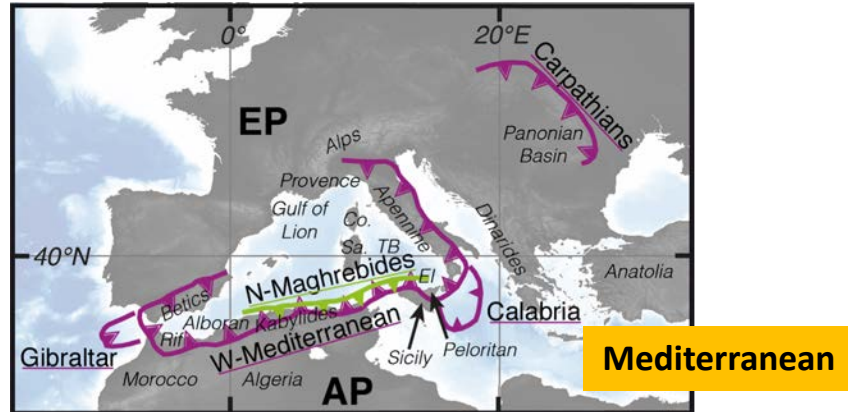 0°
20°E
Carpathians
EP
Panonian
Basin
Alps
Provence
Gulf of
Lion
Apennine
Dinarides
Co.
Sa.
TB
40°N
Anatolia
N-Maghrebides
EI
Betics
Alboran
Kabylides
Rif
W-Mediterranean
Calabria
Gibraltar
Sicily
Peloritan
Morocco
Algeria
AP
Mediterranean